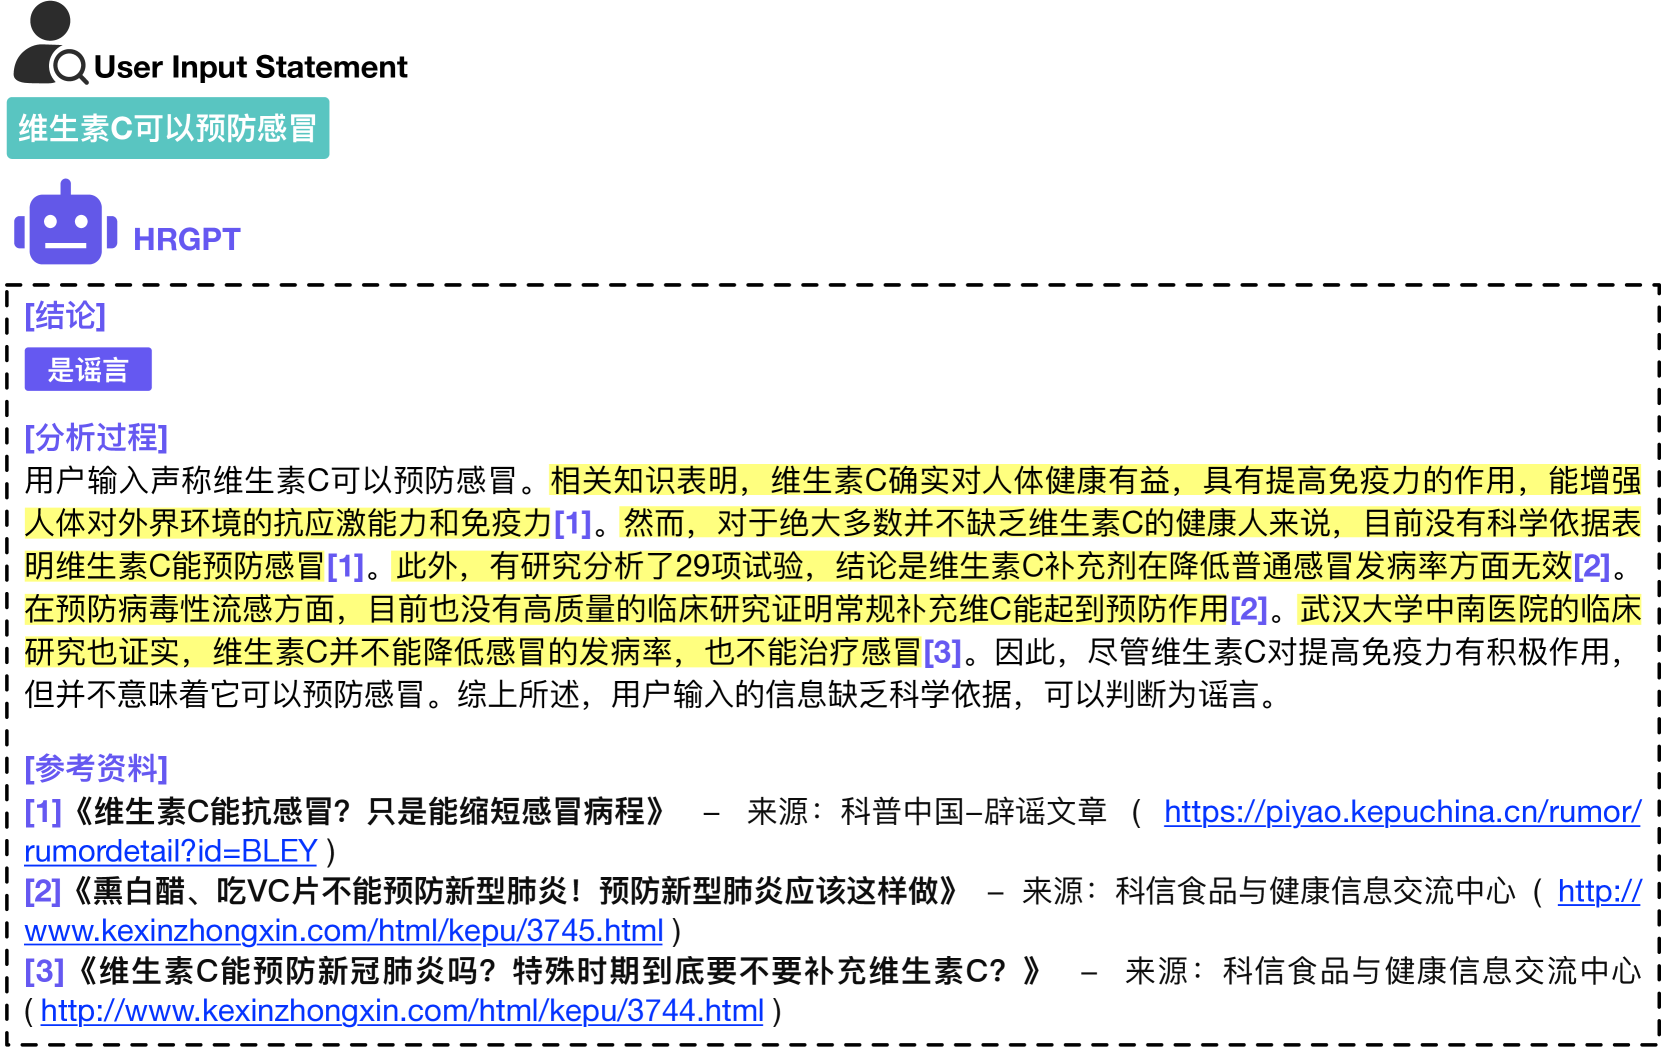 User Input Statement
维生素C可以预防感冒
HRGPT
[结论]
是谣言
[分析过程]
用户输入声称维生素C可以预防感冒。相关知识表明，维生素C确实对人体健康有益，具有提高免疫力的作用，能增强
人体对外界环境的抗应激能力和免疫力[1]。然而，对于绝大多数并不缺乏维生素C的健康人来说，目前没有科学依据表
明维生素C能预防感冒[1]。此外，有研究分析了29项试验，结论是维生素C补充剂在降低普通感冒发病率方面无效[2]。
在预防病毒性流感方面，目前也没有高质量的临床研究证明常规补充维C能起到预防作用[2]。武汉大学中南医院的临床
研究也证实，维生素C并不能降低感冒的发病率，也不能治疗感冒[3]。因此，尽管维生素C对提高免疫力有积极作用，
但并不意味着它可以预防感冒。综上所述，用户输入的信息缺乏科学依据，可以判断为谣言。
[参考资料]
[1]《维生素C能抗感冒？只是能缩短感冒病程》 – 来源：科普中国–辟谣文章 ( https://piyao.kepuchina.cn/rumor/
rumordetail?id=BLEY )
[2]《熏白醋、吃VC片不能预防新型肺炎！预防新型肺炎应该这样做》 – 来源：科信食品与健康信息交流中心 ( http://
www.kexinzhongxin.com/html/kepu/3745.html )
[3]《维生素C能预防新冠肺炎吗？特殊时期到底要不要补充维生素C？》 – 来源：科信食品与健康信息交流中心
( http://www.kexinzhongxin.com/html/kepu/3744.html )